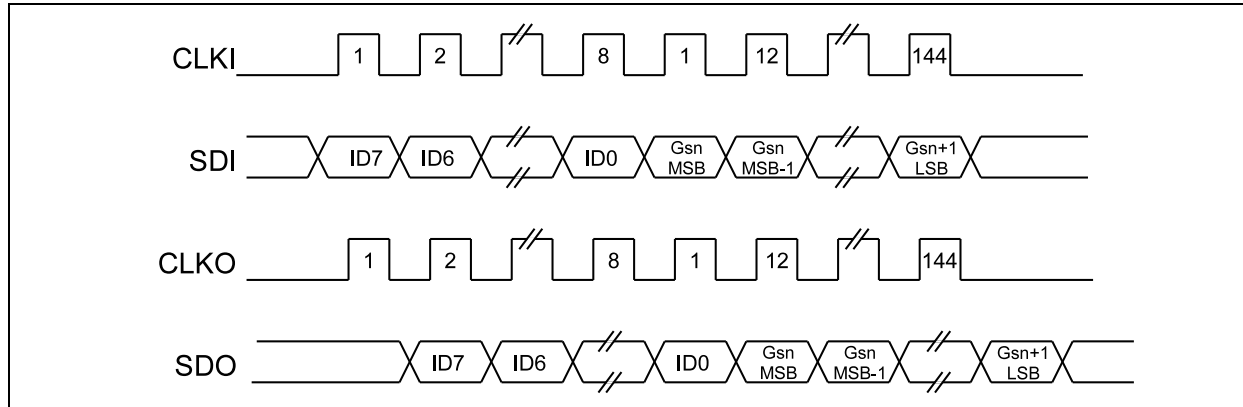 CLKI 1 2 8 1 12 144
SDI ID7 ID6 ID0 Gsn MSB Gsn MSB-1 Gsn+1 LSB
CLKO 1 2 8 1 12 144
SDO ID7 ID6 ID0 Gsn MSB Gsn MSB-1 Gsn+1 LSB